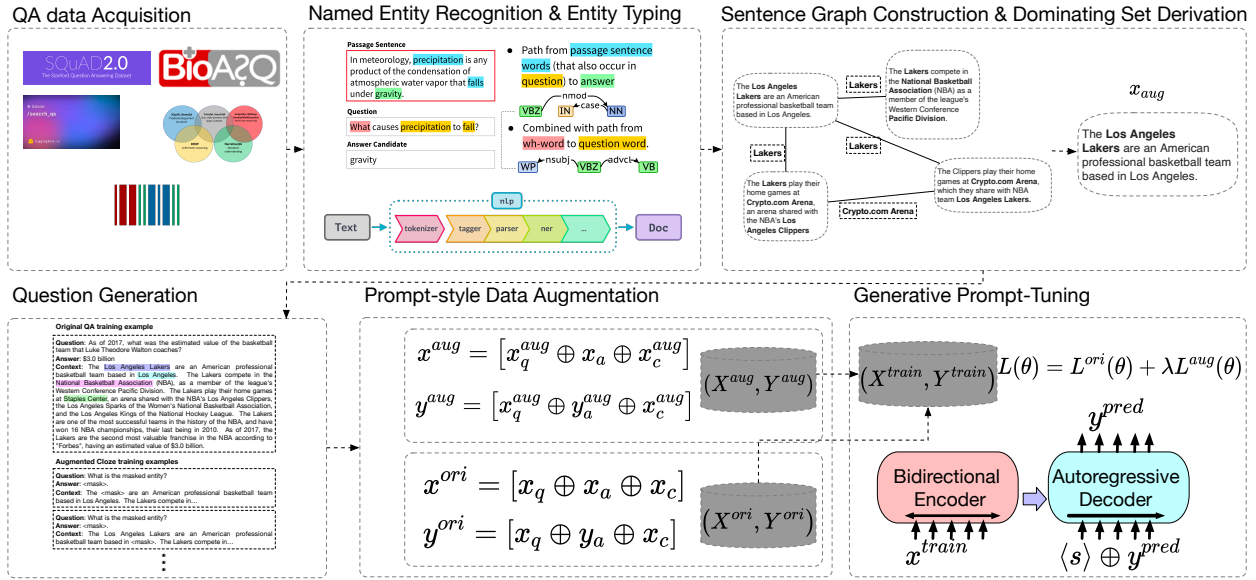 QA data Acquisition
SQuAD2.0
The Stanford Question Answering Dataset
BioASQ
/search_qa
Named Entity Recognition & Entity Typing
Passage Sentence
In meteorology, precipitation is any
product of the condensation of
atmospheric water vapor that falls
under gravity.
Question
What causes precipitation to fall?
Answer Candidate
gravity
Path from passage sentence
words (that also occur in
question) to answer
nmod
case
VBZ IN NN
Combined with path from
wh-word to question word.
nsubj advcl
WP VBZ VB
nlp
Text tokenizer tagger parser ner ... Doc
Sentence Graph Construction & Dominating Set Derivation
The Los Angeles
Lakers are an American
professional basketball team
based in Los Angeles.
Lakers
The Lakers compete in the
National Basketball
Association (NBA) as a
member of the league's
Western Conference
Pacific Division.
Lakers
Lakers
The Lakers play their
home games at
Crypto.com Arena,
an arena shared with
the NBA's Los
Angeles Clippers
Crypto.com Arena
The Clippers play their home
games at Crypto.com Arena,
which they share with NBA
team Los Angeles Lakers.
x_{aug}
The Los Angeles
Lakers are an American
professional basketball team
based in Los Angeles.
Question Generation
Original QA training example
Question: As of 2017, what was the estimated value of the basketball
team that Luke Theodore Walton coaches?
Answer: $3.0 billion
Context: The Los Angeles Lakers are an American professional
basketball team based in Los Angeles. The Lakers compete in the
National Basketball Association (NBA), as a member of the league's
Western Conference Pacific Division. The Lakers play their home games
at Staples Center, an arena shared with the NBA's Los Angeles Clippers,
the Los Angeles Sparks of the Women's National Basketball Association,
and the Los Angeles Kings of the National Hockey League. The Lakers
are one of the most successful teams in the history of the NBA, and have
won 16 NBA championships, their last being in 2010. As of 2017, the
Lakers are the second most valuable franchise in the NBA according to
"Forbes", having an estimated value of $3.0 billion.
Augmented Cloze training examples
Question: What is the masked entity?
Answer: <mask>.
Context: The <mask> are an American professional basketball team
based in Los Angeles. The Lakers compete in…
Question: What is the masked entity?
Answer: <mask>.
Context: The Los Angeles Lakers are an American professional
basketball team based in <mask>. The Lakers compete in…
Prompt-style Data Augmentation
x^{aug} = [x_q^{aug} ⊕ x_a ⊕ x_c^{aug}]
y^{aug} = [x_q^{aug} ⊕ y_a^{aug} ⊕ x_c^{aug}]
(X^{aug}, Y^{aug})
x^{ori} = [x_q ⊕ x_a ⊕ x_c]
y^{ori} = [x_q ⊕ y_a ⊕ x_c]
(X^{ori}, Y^{ori})
Generative Prompt-Tuning
(X^{train}, Y^{train})
L(θ) = L^{ori}(θ) + λL^{aug}(θ)
y^{pred}
Bidirectional
Encoder
Autoregressive
Decoder
x^{train}
⟨s⟩ ⊕ y^{pred}